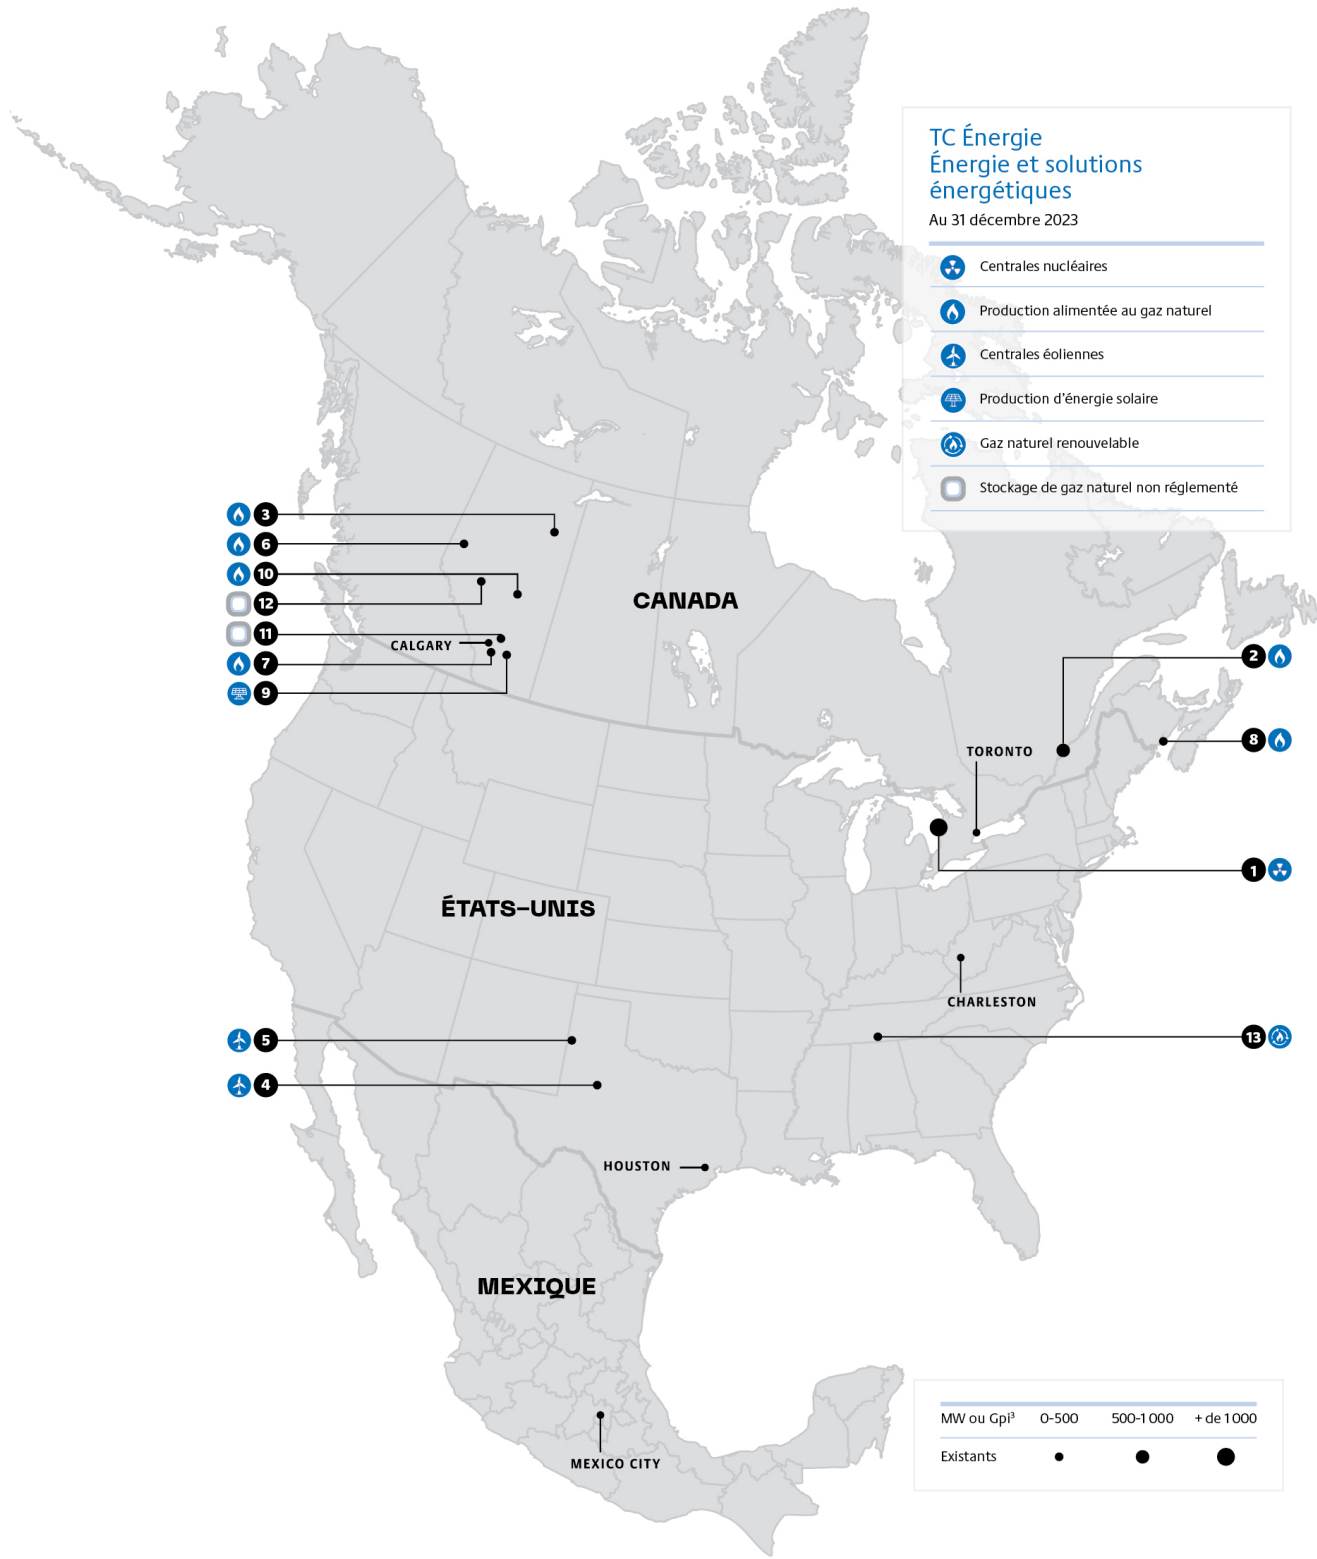 TC Énergie
Énergie et solutions
énergétiques
Au 31 décembre 2023
Centrales nucléaires
Production alimentée au gaz naturel
Centrales éoliennes
Production d'énergie solaire
Gaz naturel renouvelable
Stockage de gaz naturel non réglementé
3
6
10
12
11
7
9
CALGARY
CANADA
2
8
TORONTO
1
ÉTATS-UNIS
CHARLESTON
5
13
4
HOUSTON
MEXIQUE
MEXICO CITY
MW ou Gpi³ 0-500 500-1 000 + de 1 000
Existants